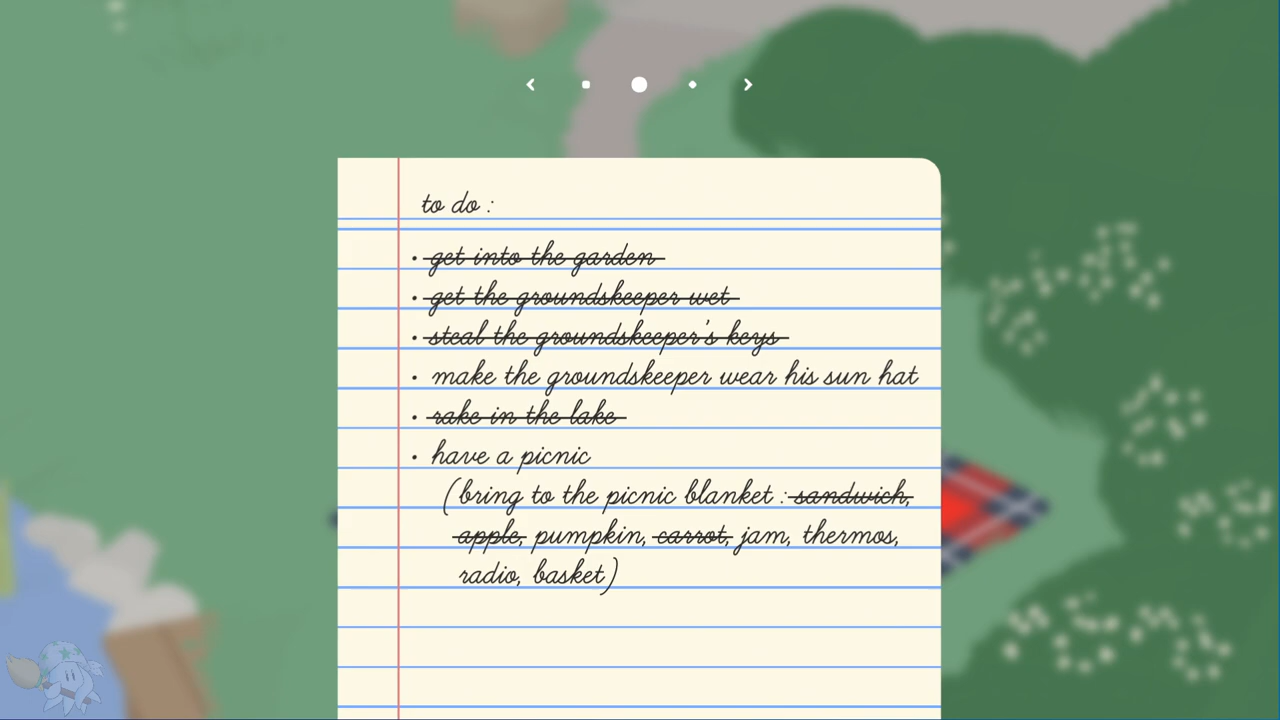 to do :
• get into the garden
• get the groundskeeper wet
• steal the groundskeeper's keys
• make the groundskeeper wear his sun hat
• rake in the lake
• have a picnic
(bring to the picnic blanket : sandwich,
apple, pumpkin, carrot, jam, thermos,
radio, basket)